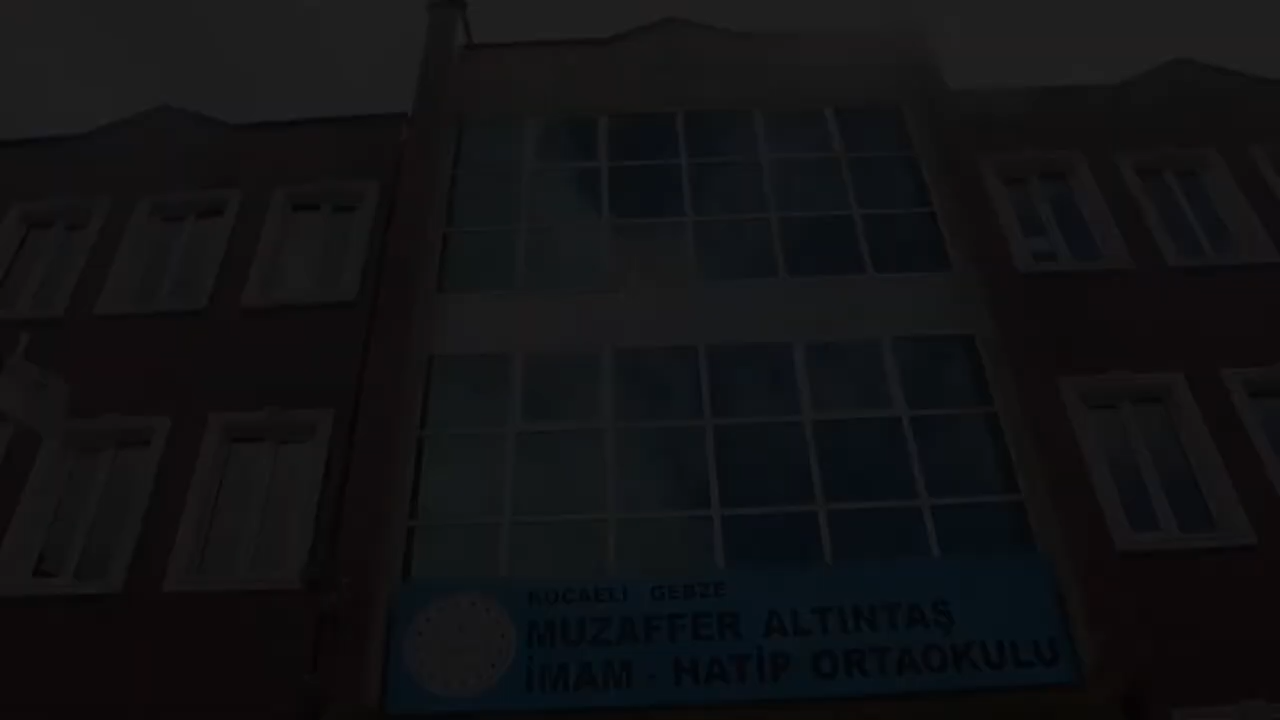 KOCAELİ GEBZE
MUZAFFER ALTINTAŞ
İMAM - HATİP ORTAOKULU